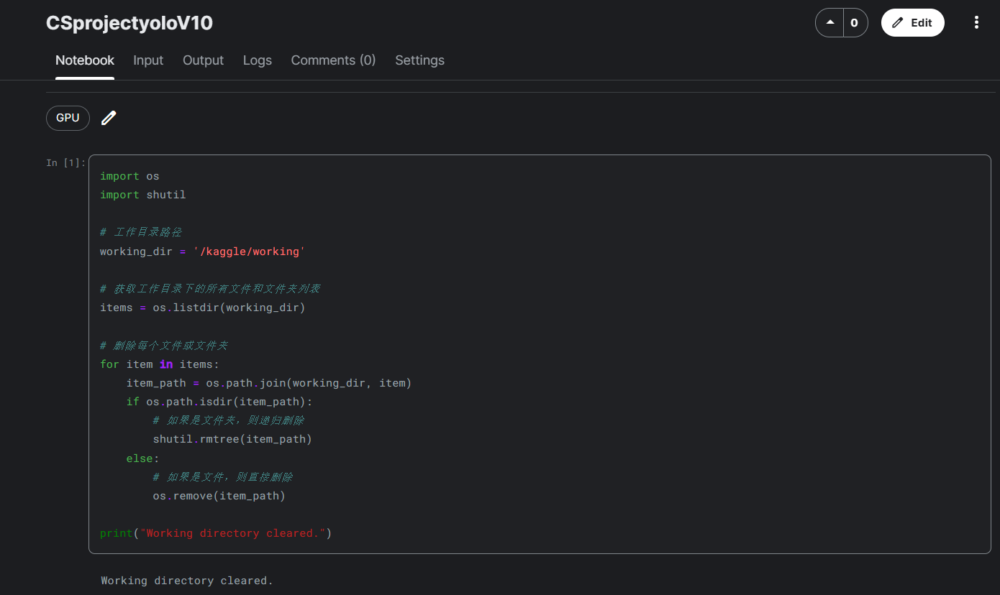 CSprojectyoloV10
0
Edit
Notebook Input Output Logs Comments (0) Settings
GPU
In [1]:
import os
import shutil
# 工作目录路径
working_dir = '/kaggle/working'
# 获取工作目录下的所有文件和文件夹列表
items = os.listdir(working_dir)
# 删除每个文件或文件夹
for item in items:
    item_path = os.path.join(working_dir, item)
    if os.path.isdir(item_path):
        # 如果是文件夹，则递归删除
        shutil.rmtree(item_path)
    else:
        # 如果是文件，则直接删除
        os.remove(item_path)
print("Working directory cleared.")
Working directory cleared.